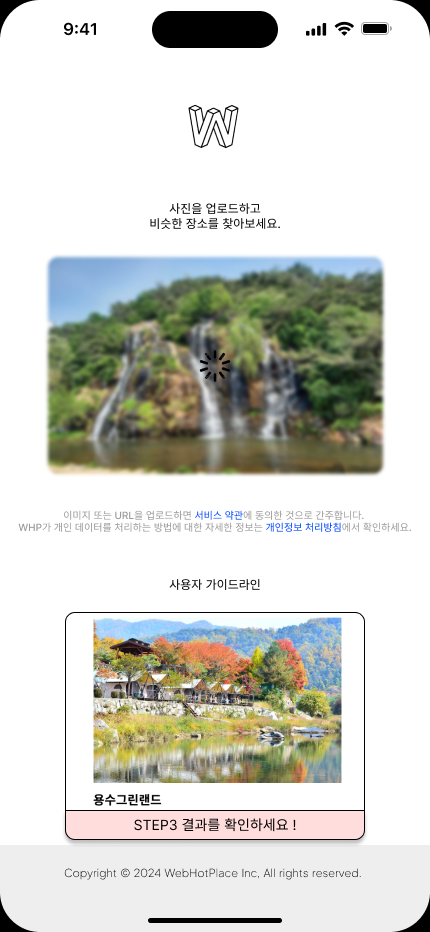 9:41
W
사진을 업로드하고
비슷한 장소를 찾아보세요.
이미지 또는 URL을 업로드하면 서비스 약관에 동의한 것으로 간주합니다.
WHP가 개인 데이터를 처리하는 방법에 대한 자세한 정보는 개인정보 처리방침에서 확인하세요.
사용자 가이드라인
용수그린랜드
STEP3 결과를 확인하세요 !
Copyright © 2024 WebHotPlace Inc, All rights reserved.